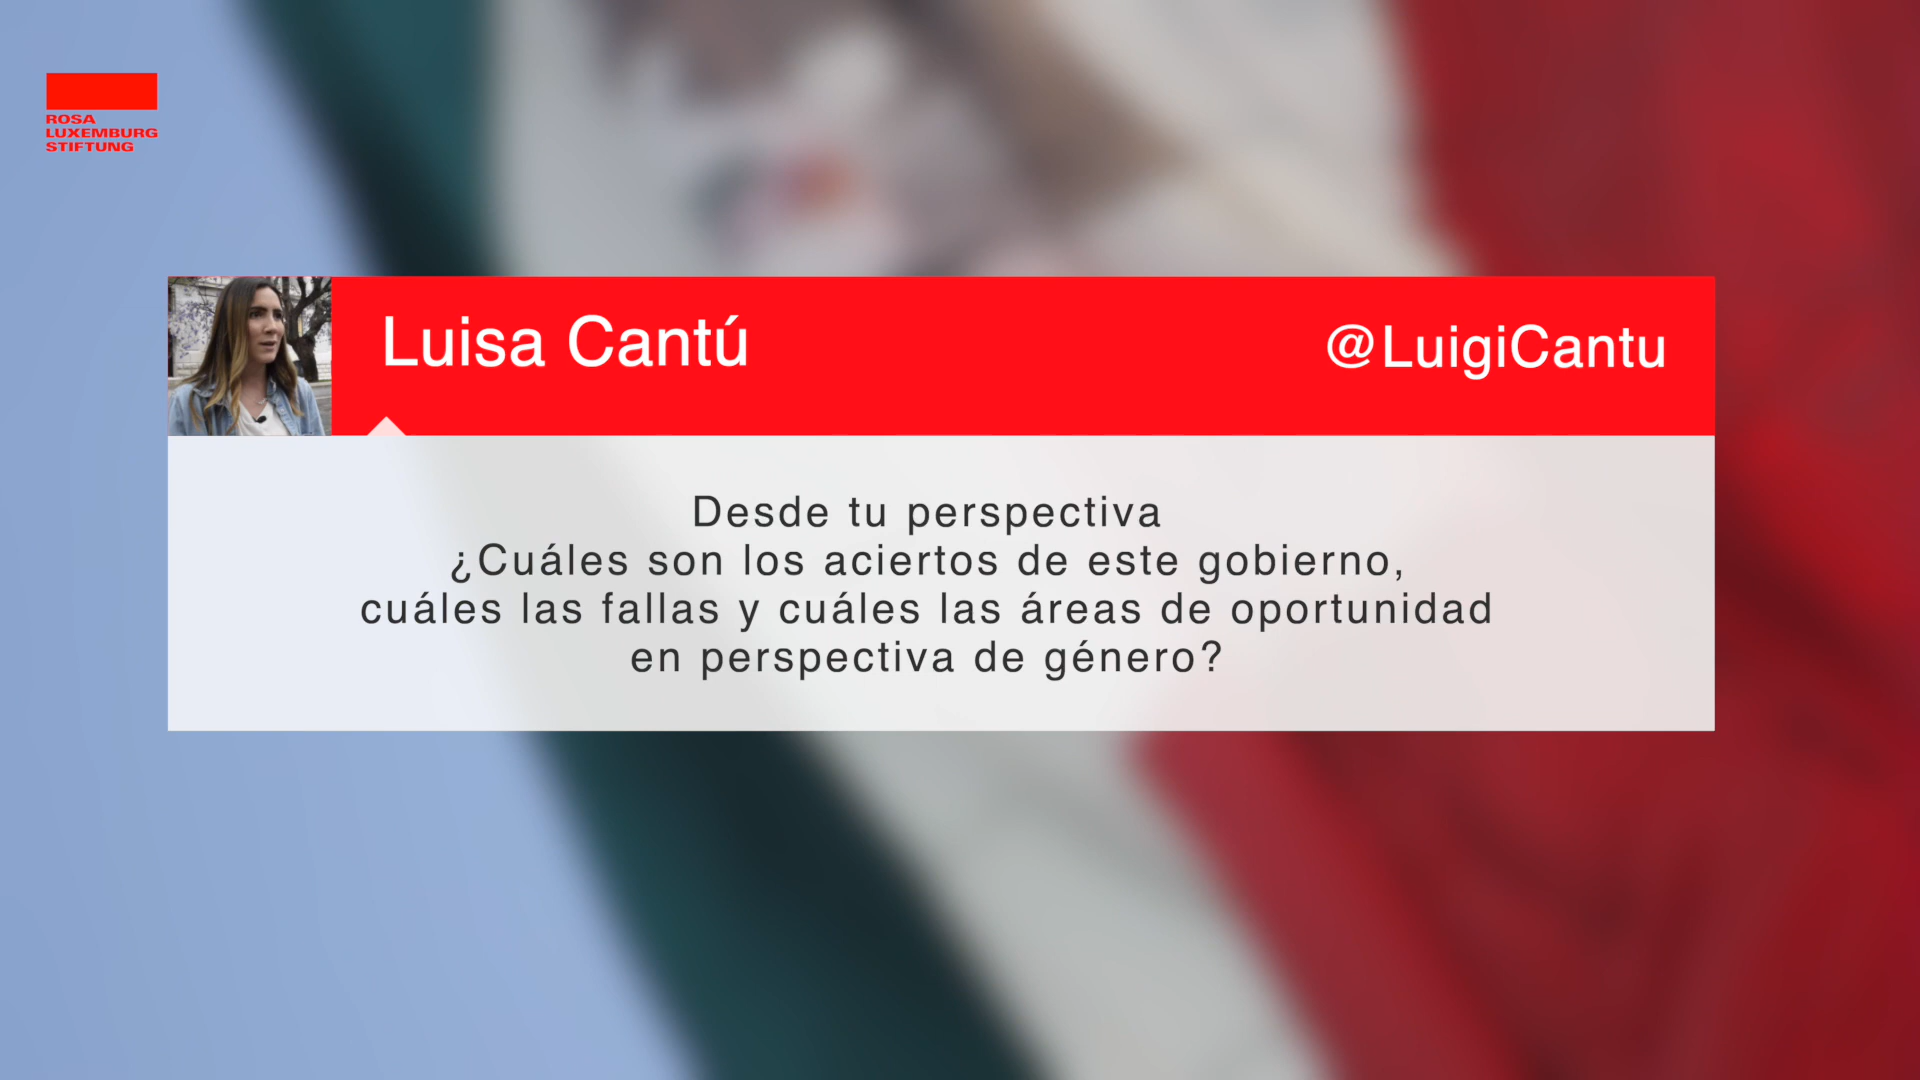 ROSA
LUXEMBURG
STIFTUNG
Luisa Cantú
@LuigiCantu
Desde tu perspectiva
¿Cuáles son los aciertos de este gobierno,
cuáles las fallas y cuáles las áreas de oportunidad
en perspectiva de género?